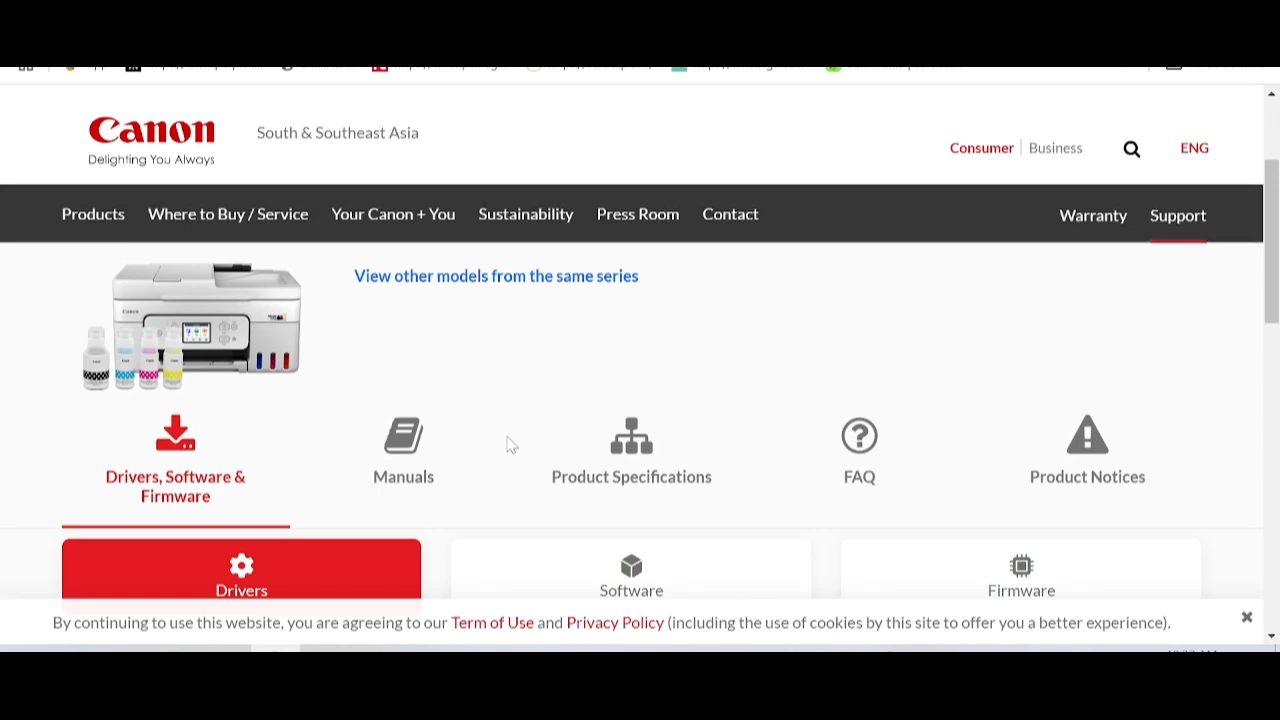 Canon
Delighting You Always
South & Southeast Asia
Consumer
Business
ENG
Products
Where to Buy / Service
Your Canon + You
Sustainability
Press Room
Contact
Warranty
Support
View other models from the same series
Drivers, Software &
Firmware
Manuals
Product Specifications
FAQ
Product Notices
Drivers
Software
Firmware
By continuing to use this website, you are agreeing to our Term of Use and Privacy Policy (including the use of cookies by this site to offer you a better experience).